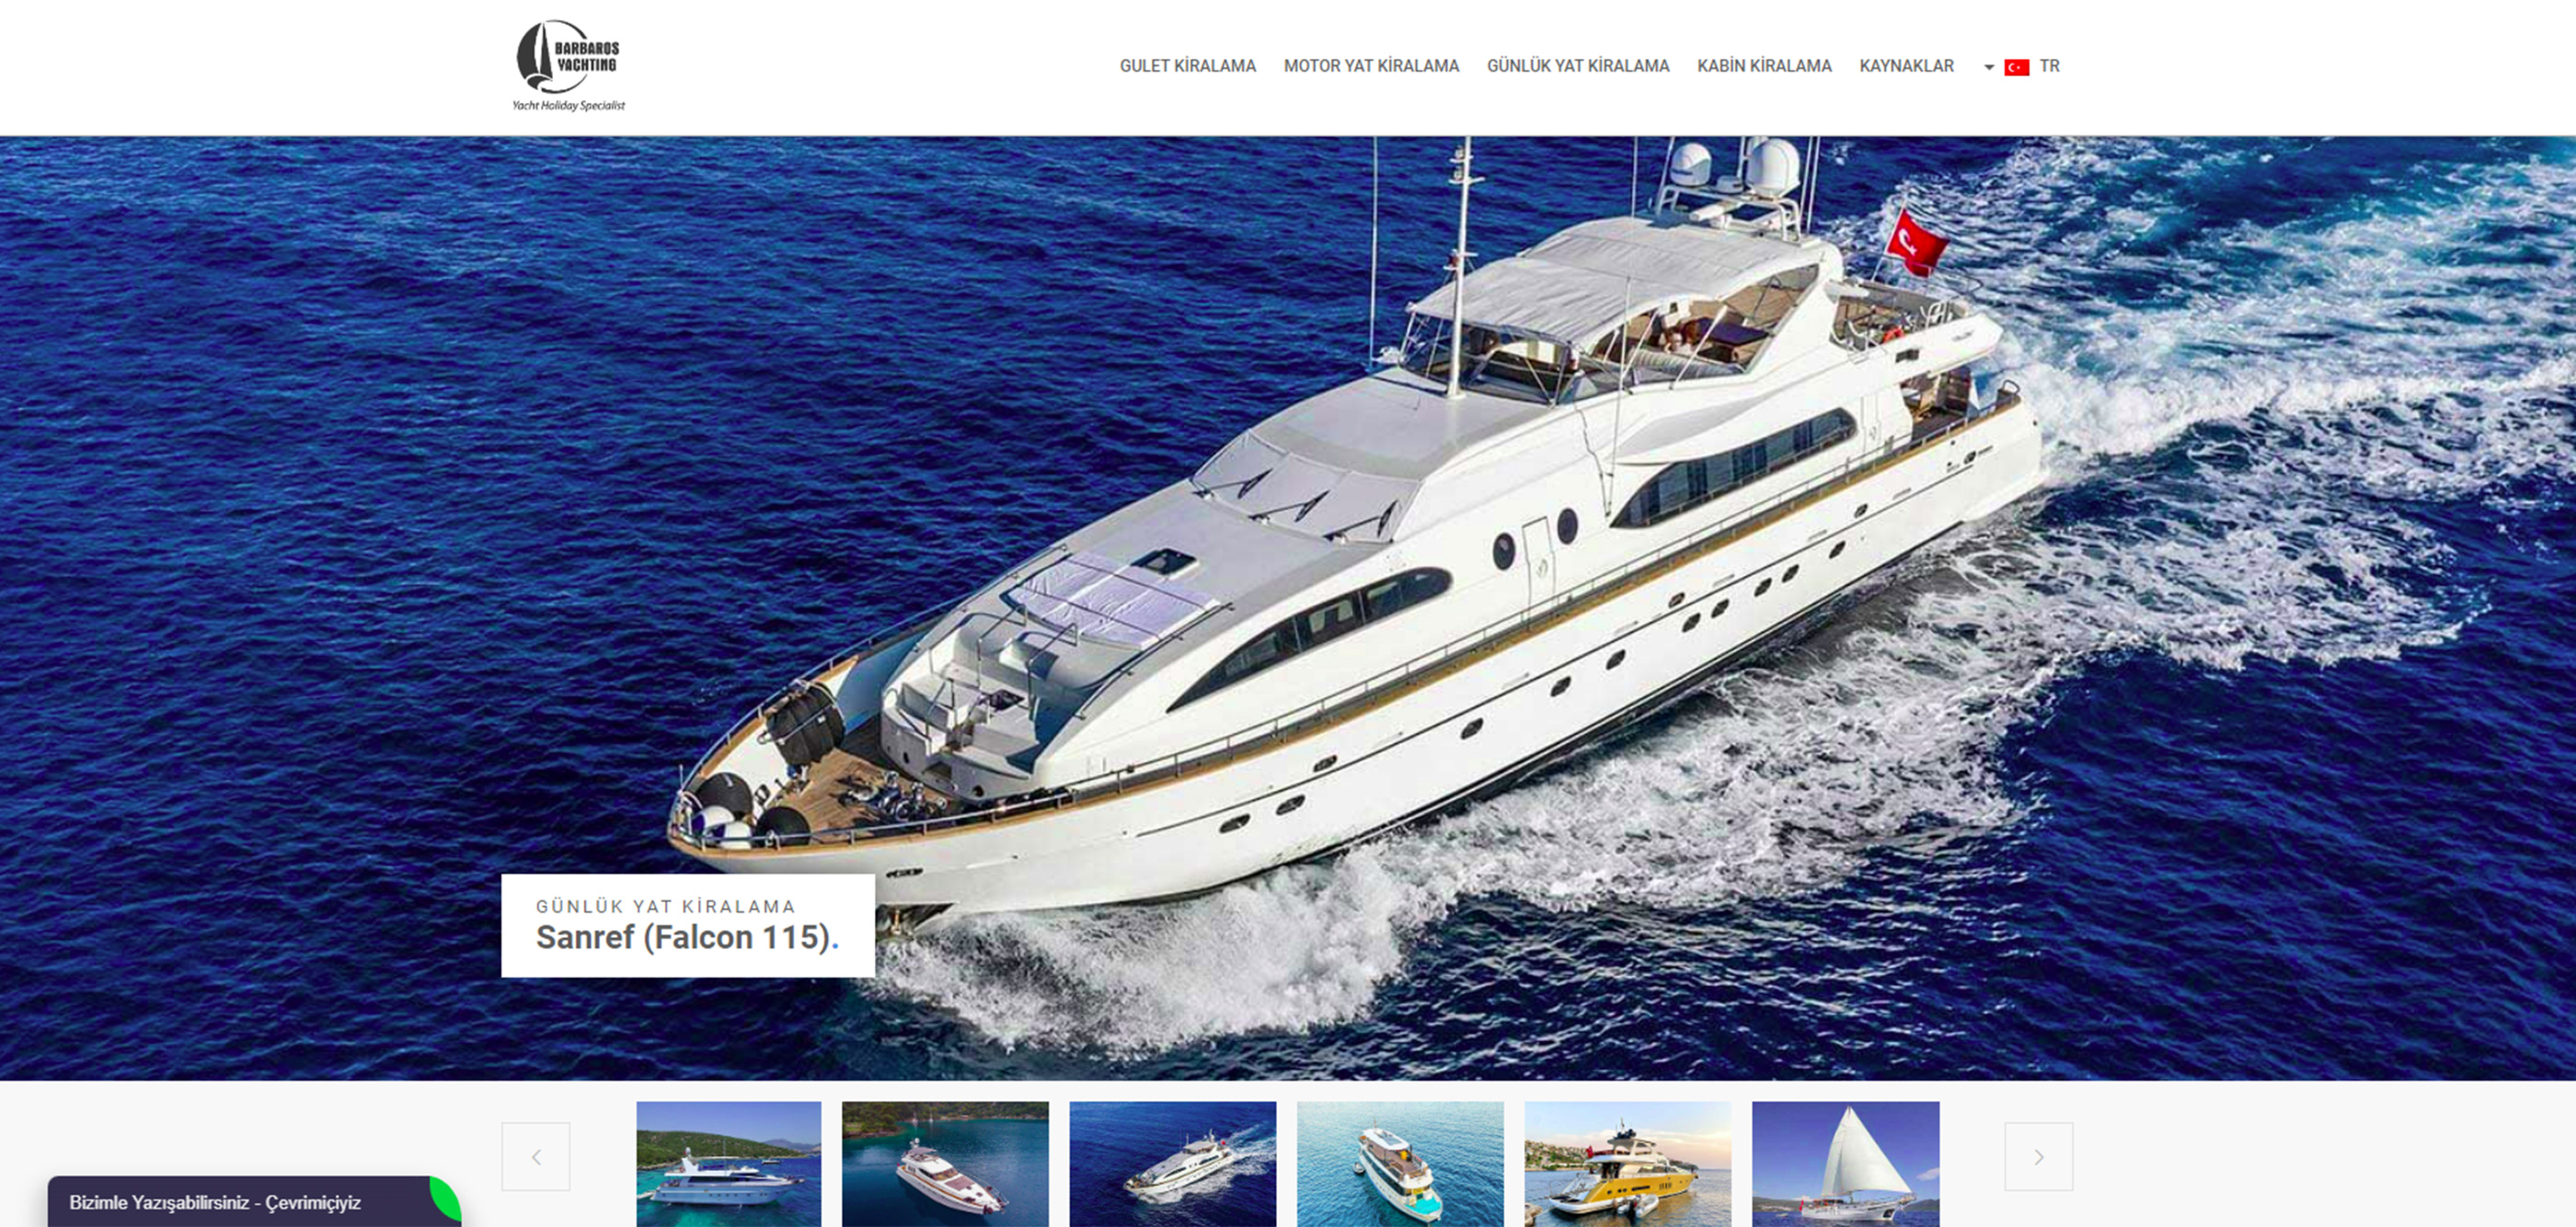 BARBAROS
YACHTING
Yacht Holiday Specialist
GULET KİRALAMA
MOTOR YAT KİRALAMA
GÜNLÜK YAT KİRALAMA
KABİN KİRALAMA
KAYNAKLAR
TR
GÜNLÜK YAT KİRALAMA
Sanref (Falcon 115).
Bizimle Yazışabilirsiniz - Çevrimiçiyiz